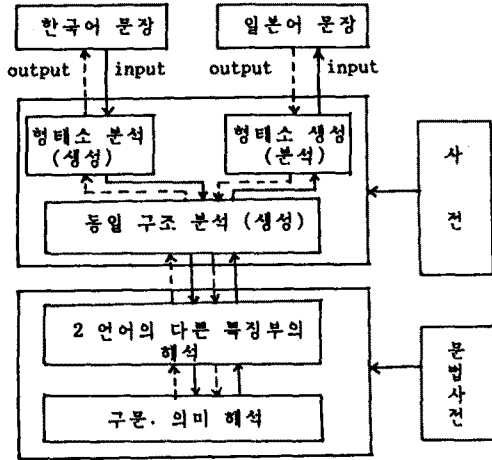 한국어 문장
일본어 문장
output
input
output
input
형태소 분석
(생성)
형태소 생성
(분석)
사
전
동일 구조 분석 (생성)
2 언어의 다른 특징부의
해석
문
법
사
전
구문. 의미 해석